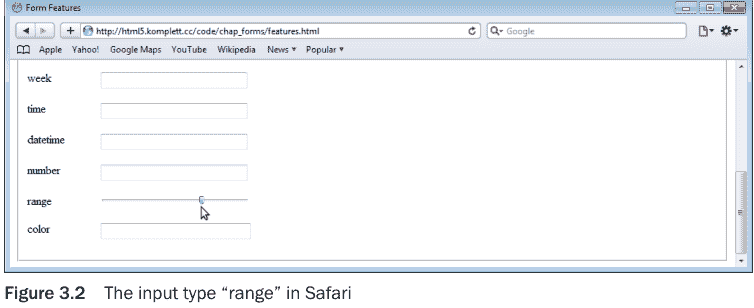 Form Features
http://html5.komplett.cc/code/chap_forms/features.html
Google
Apple Yahoo! Google Maps YouTube Wikipedia News Popular
week
time
datetime
number
range
color
Figure 3.2 The input type “range” in Safari